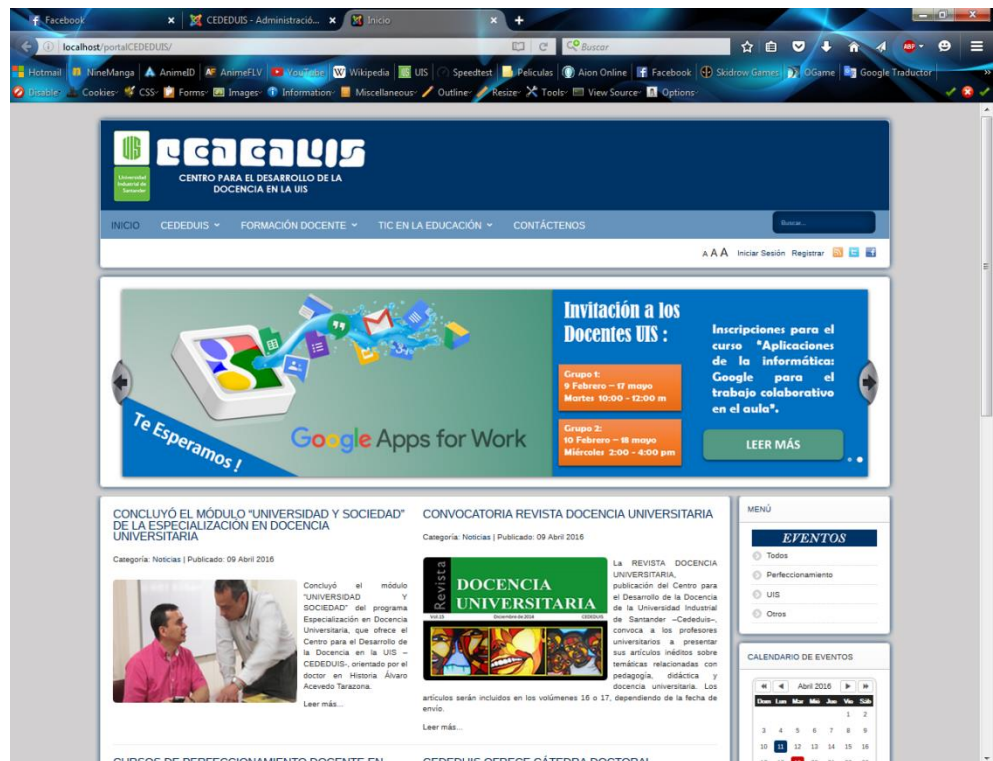 Facebook
CEDEDUIS - Administració...
Inicio
localhost/portalCEDEDUIS/
Buscar
Hotmail NineManga AnimeID AnimeFLV YouTube Wikipedia UIS Speedtest Peliculas Aion Online Facebook Skidrow Games OGame Google Traductor
Disable Cookies CSS Forms Images Information Miscellaneous Outline Resize Tools View Source Options
UIS
Universidad
Industrial de
Santander
CEDEDUIS
CENTRO PARA EL DESARROLLO DE LA
DOCENCIA EN LA UIS
INICIO CEDEDUIS FORMACIÓN DOCENTE TIC EN LA EDUCACIÓN CONTÁCTENOS
Buscar...
A A A Iniciar Sesión Registrar
Te Esperamos !
Google Apps for Work
Invitación a los
Docentes UIS :
Grupo 1:
9 Febrero – 17 mayo
Martes 10:00 - 12:00 m
Grupo 2:
10 Febrero – 18 mayo
Miércoles 2:00 - 4:00 pm
Inscripciones para el
curso "Aplicaciones
de la informática:
Google para el
trabajo colaborativo
en el aula".
LEER MÁS
CONCLUYÓ EL MÓDULO “UNIVERSIDAD Y SOCIEDAD”
DE LA ESPECIALIZACIÓN EN DOCENCIA
UNIVERSITARIA
Categoría: Noticias | Publicado: 09 Abril 2016
Concluyó el módulo
"UNIVERSIDAD Y
SOCIEDAD" del programa
Especialización en Docencia
Universitaria, que ofrece el
Centro para el Desarrollo de
la Docencia en la UIS –
CEDEDUIS-, orientado por el
doctor en Historia Álvaro
Acevedo Tarazona.
Leer más...
CONVOCATORIA REVISTA DOCENCIA UNIVERSITARIA
Categoría: Noticias | Publicado: 09 Abril 2016
Revista
DOCENCIA
UNIVERSITARIA
Diciembre de 2014
CEDEDUIS
La REVISTA DOCENCIA
UNIVERSITARIA,
publicación del Centro para
el Desarrollo de la Docencia
de la Universidad Industrial
de Santander –Cededuis–,
convoca a los profesores
universitarios a presentar
sus artículos inéditos sobre
temáticas relacionadas con
pedagogía, didáctica y
docencia universitaria. Los
artículos serán incluidos en los volúmenes 16 o 17, dependiendo de la fecha de
envío.
Leer más...
MENÚ
EVENTOS
Todos
Perfeccionamiento
UIS
Otros
CALENDARIO DE EVENTOS
Abril 2016
Dom Lun Mar Mié Jue Vie Sáb
1 2
3 4 5 6 7 8 9
10 11 12 13 14 15 16
CURSOS DE PERFECCIONAMIENTO DOCENTE EN
CEDEDUIS OFRECE CÁTEDRA DOCTORAL